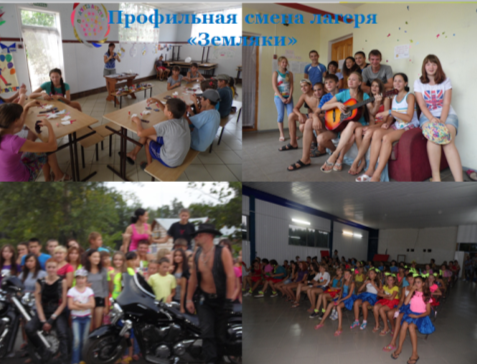 Профильная смена лагеря
«Земляки»